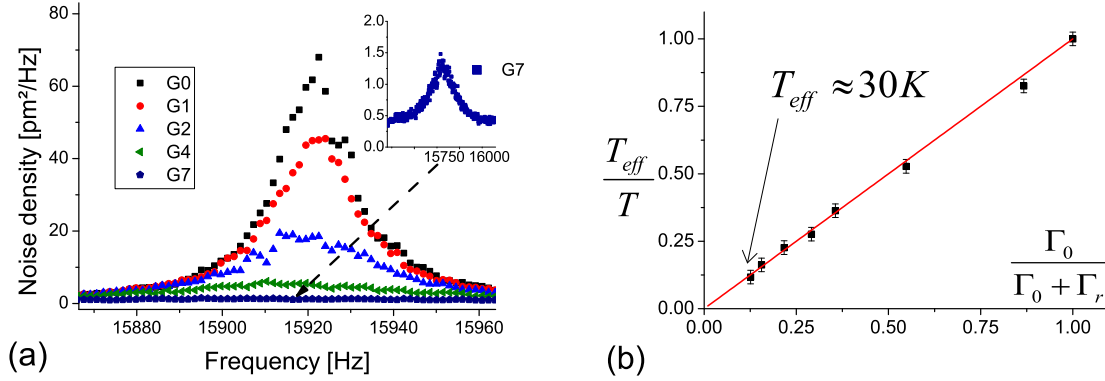 Noise density [pm²/Hz]
80
60
40
20
0
15880
15900
15920
15940
15960
Frequency [Hz]
G0
G1
G2
G4
G7
2.0
1.5
1.0
0.5
0.0
15750
16000
G7
(a)
T_eff / T
1.00
0.75
0.50
0.25
0.00
0.00
0.25
0.50
0.75
1.00
T_eff ≈ 30K
Γ₀ / Γ₀ + Γᵣ
(b)